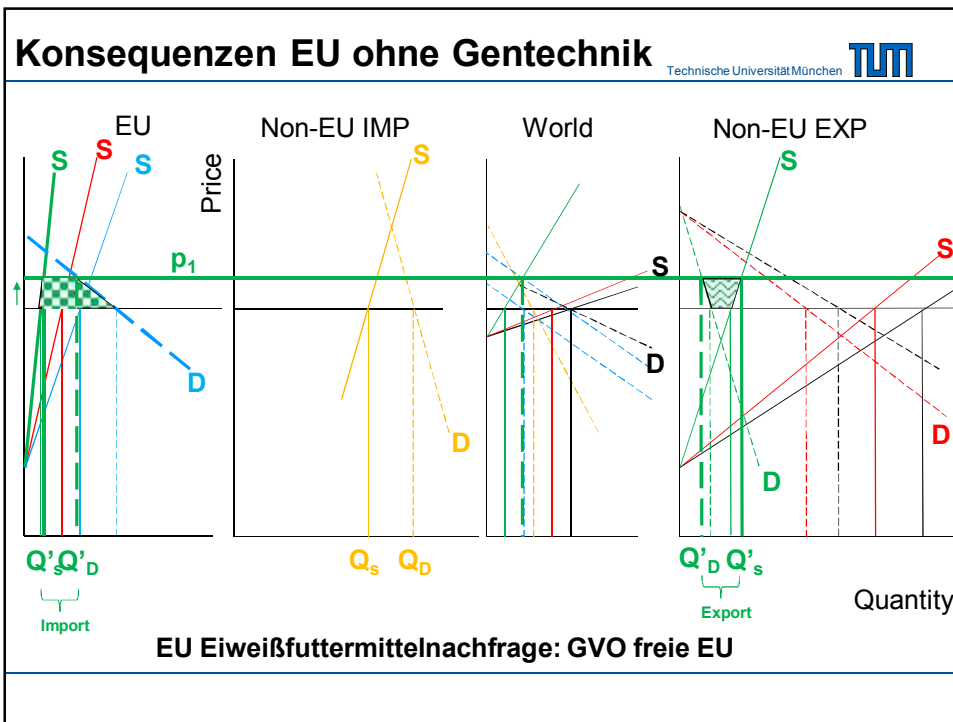 Konsequenzen EU ohne Gentechnik
Technische Universität München TUM
EU Non-EU IMP World Non-EU EXP
S S S Price S S
p₁ S S
D D
D D D
Q'ₛ Q'D Qₛ QD Q'D Q'ₛ
Import Export Quantity
EU Eiweißfuttermittelnachfrage: GVO freie EU